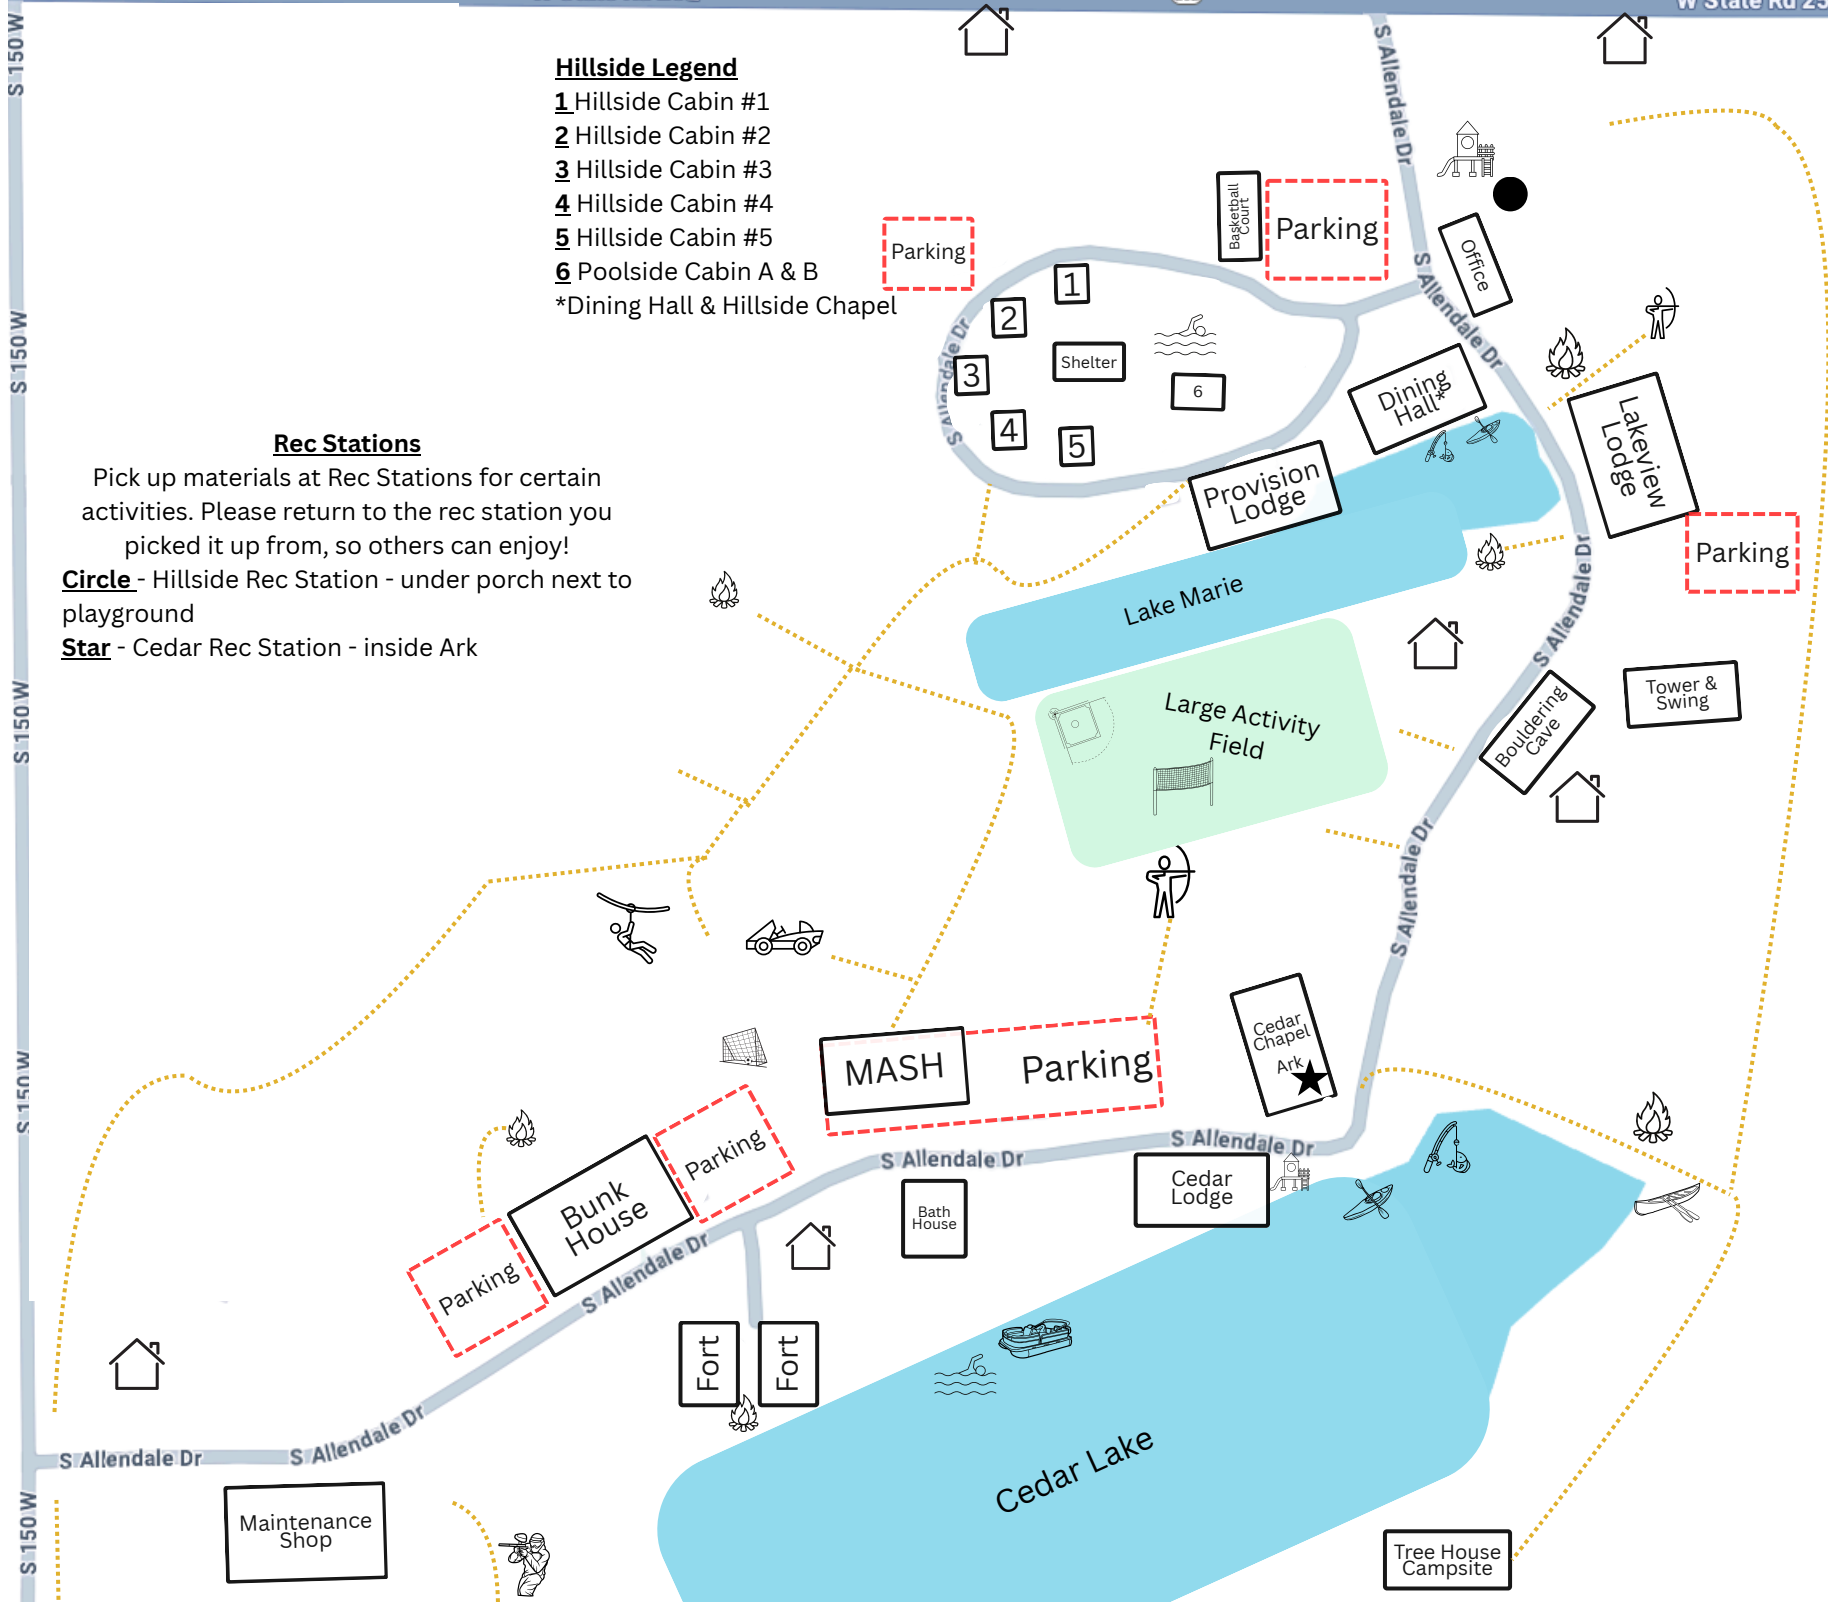 W State Rd 25
S 150 W
S Allendale Dr
Hillside Legend
1 Hillside Cabin #1
2 Hillside Cabin #2
3 Hillside Cabin #3
4 Hillside Cabin #4
5 Hillside Cabin #5
6 Poolside Cabin A & B
*Dining Hall & Hillside Chapel
Basketball
Court
Parking
Parking
Office
S Allendale Dr
1
2
S 150 W
S Allendale Dr
Shelter
3
6
Dining
Hall*
Lakeview
Lodge
4
5
Rec Stations
Pick up materials at Rec Stations for certain
activities. Please return to the rec station you
picked it up from, so others can enjoy!
Circle - Hillside Rec Station - under porch next to
playground
Star - Cedar Rec Station - inside Ark
Provision
Lodge
Parking
Lake Marie
S Allendale Dr
S 150 W
Tower &
Swing
Large Activity
Field
Bouldering
Cave
S Allendale Dr
S 150 W
Cedar
Chapel
Ark
MASH
Parking
Parking
S Allendale Dr
S Allendale Dr
Bunk
House
Cedar
Lodge
Bath
House
Parking
S Allendale Dr
Fort
Fort
S Allendale Dr
S Allendale Dr
Cedar Lake
S 150 W
Maintenance
Shop
Tree House
Campsite